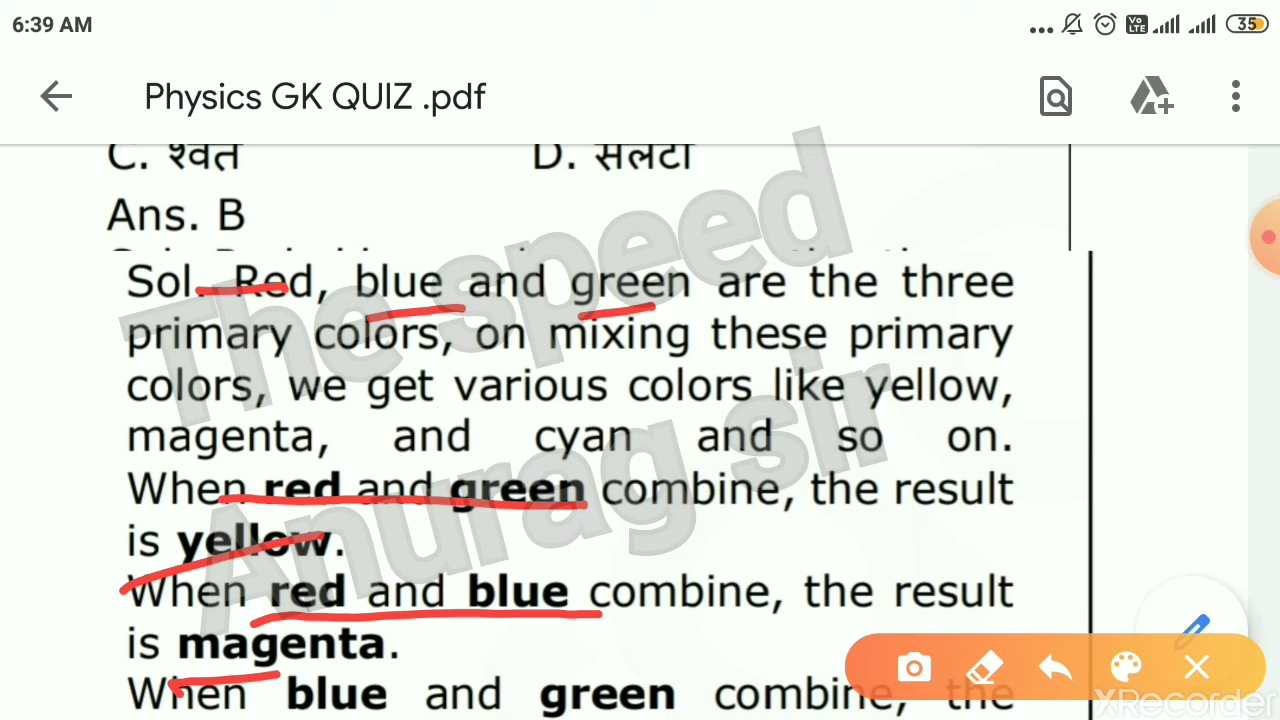 6:39 AM
Vo LTE
35
Physics GK QUIZ .pdf
C. श्वेत D. सलेटी
Ans. B
Sol. Red, blue and green are the three
primary colors, on mixing these primary
colors, we get various colors like yellow,
magenta, and cyan and so on.
When red and green combine, the result
is yellow.
When red and blue combine, the result
is magenta.
When blue and green combine, the
The speed
Anurag sir
XRecorder